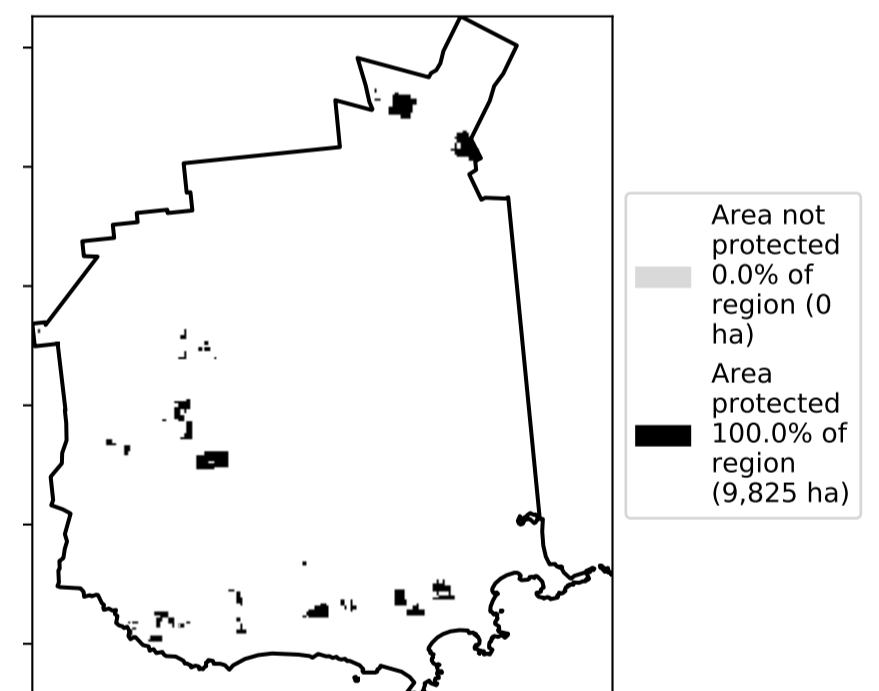 Area not
protected
0.0% of
region (0
ha)
Area
protected
100.0% of
region
(9,825 ha)